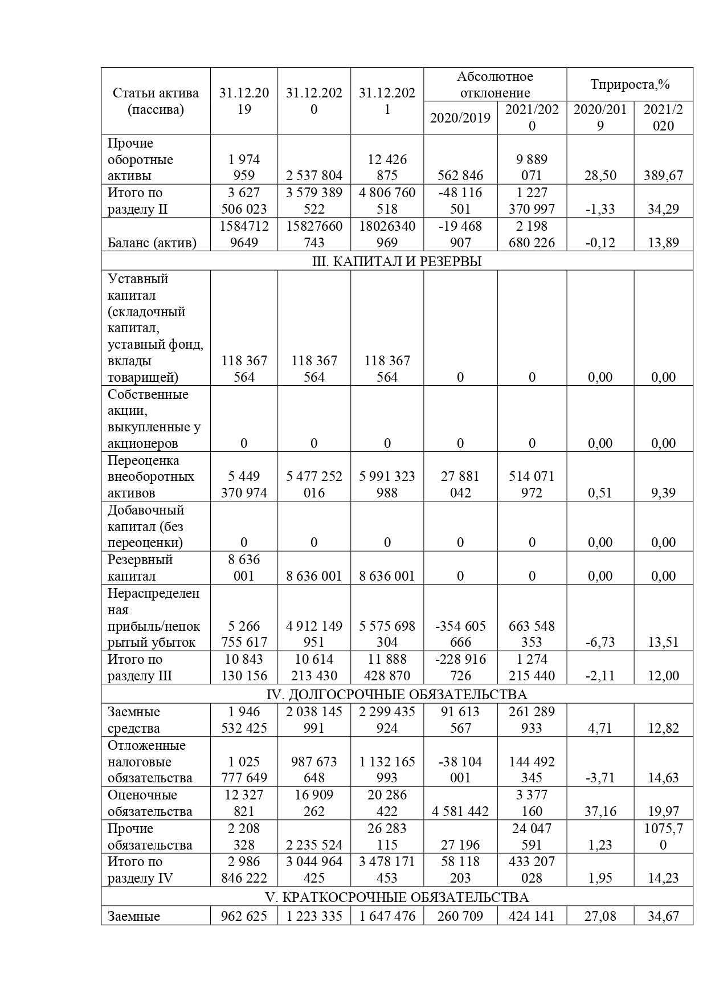 Статьи актива (пассива) 31.12.2019 31.12.2020 31.12.2021 Абсолютное отклонение Тприроста,%
2020/2019 2021/2020 2020/2019 2021/2020
Прочие оборотные активы 1 974 959 2 537 804 12 426 875 562 846 9 889 071 28,50 389,67
Итого по разделу II 3 627 506 023 3 579 389 522 4 806 760 518 -48 116 501 1 227 370 997 -1,33 34,29
Баланс (актив) 15847129649 15827660743 18026340969 -19 468 907 2 198 680 226 -0,12 13,89
III. КАПИТАЛ И РЕЗЕРВЫ
Уставный капитал (складочный капитал, уставный фонд, вклады товарищей) 118 367 564 118 367 564 118 367 564 0 0 0,00 0,00
Собственные акции, выкупленные у акционеров 0 0 0 0 0 0,00 0,00
Переоценка внеоборотных активов 5 449 370 974 5 477 252 016 5 991 323 988 27 881 042 514 071 972 0,51 9,39
Добавочный капитал (без переоценки) 0 0 0 0 0 0,00 0,00
Резервный капитал 8 636 001 8 636 001 8 636 001 0 0 0,00 0,00
Нераспределенная прибыль/непокрытый убыток 5 266 755 617 4 912 149 951 5 575 698 304 -354 605 666 663 548 353 -6,73 13,51
Итого по разделу III 10 843 130 156 10 614 213 430 11 888 428 870 -228 916 726 1 274 215 440 -2,11 12,00
IV. ДОЛГОСРОЧНЫЕ ОБЯЗАТЕЛЬСТВА
Заемные средства 1 946 532 425 2 038 145 991 2 299 435 924 91 613 567 261 289 933 4,71 12,82
Отложенные налоговые обязательства 1 025 777 649 987 673 648 1 132 165 993 -38 104 001 144 492 345 -3,71 14,63
Оценочные обязательства 12 327 821 16 909 262 20 286 422 4 581 442 3 377 160 37,16 19,97
Прочие обязательства 2 208 328 2 235 524 26 283 115 27 196 24 047 591 1,23 1075,70
Итого по разделу IV 2 986 846 222 3 044 964 425 3 478 171 453 58 118 203 433 207 028 1,95 14,23
V. КРАТКОСРОЧНЫЕ ОБЯЗАТЕЛЬСТВА
Заемные 962 625 1 223 335 1 647 476 260 709 424 141 27,08 34,67